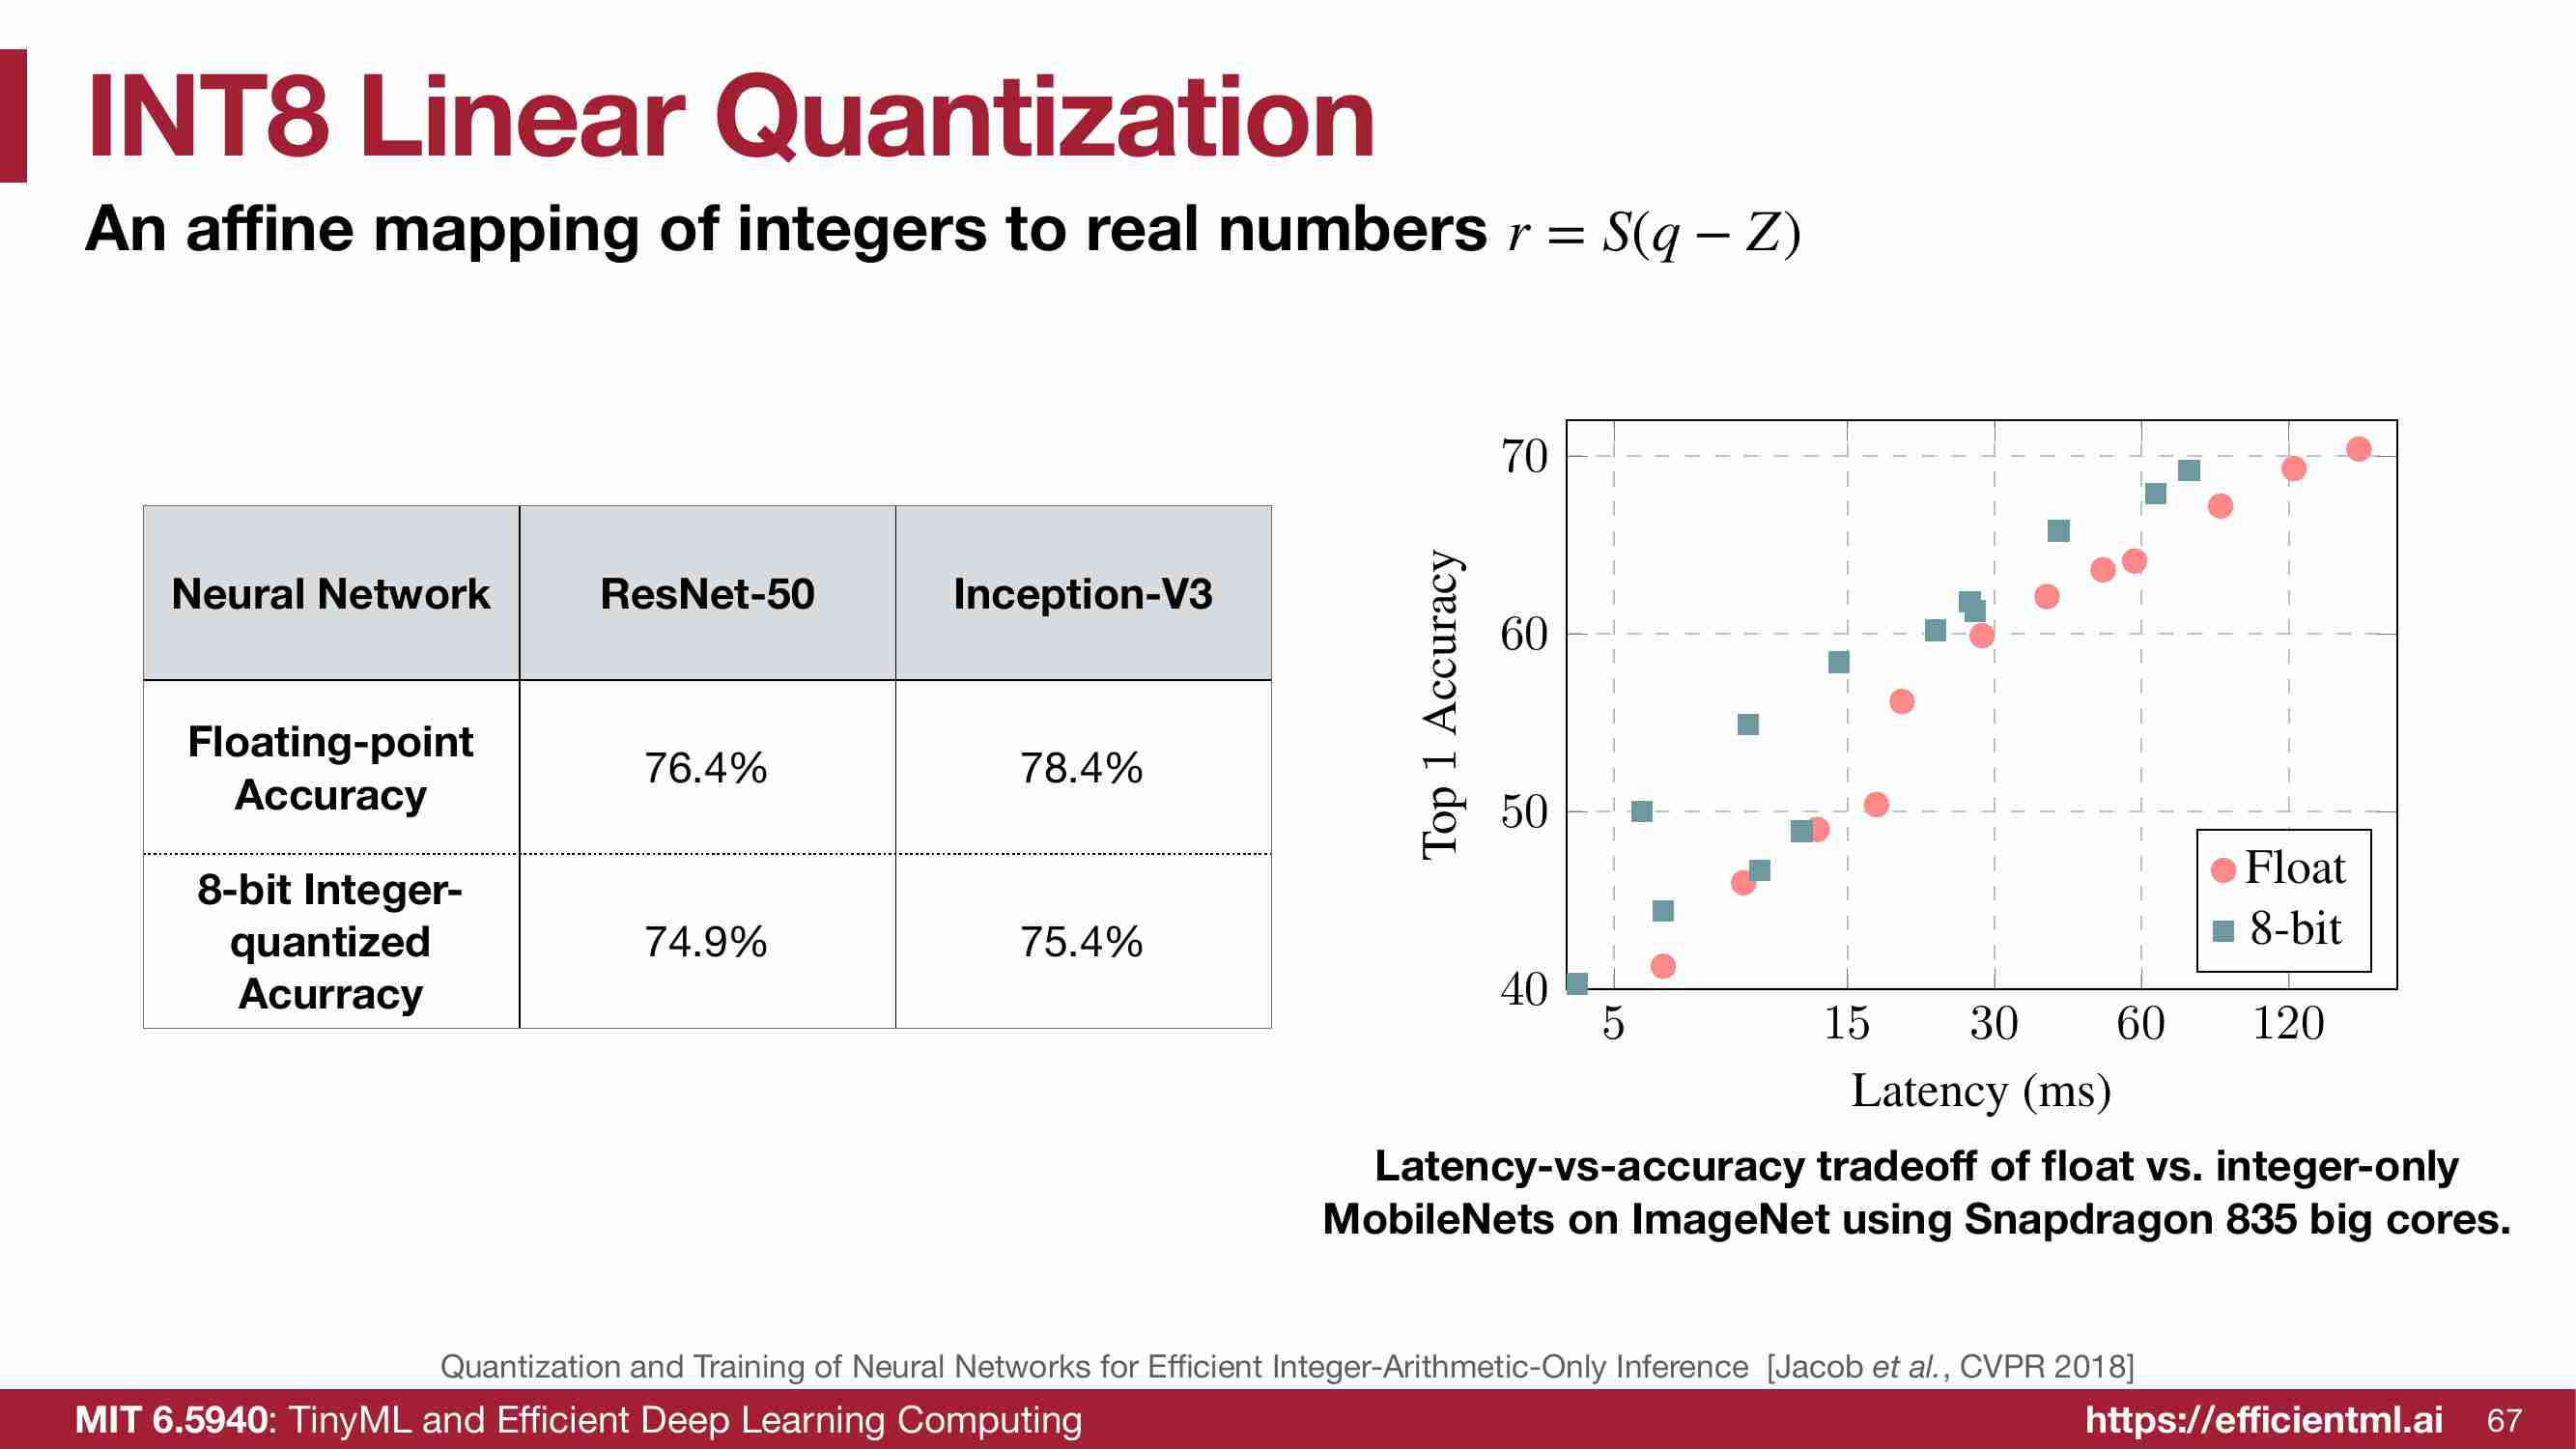 INT8 Linear Quantization
An affine mapping of integers to real numbers r = S(q − Z)
Neural Network ResNet-50 Inception-V3
Floating-point
Accuracy
76.4% 78.4%
8-bit Integer-
quantized
Acurracy
74.9% 75.4%
Top 1 Accuracy
70
60
50
40
5 15 30 60 120
Latency (ms)
Float
8-bit
Latency-vs-accuracy tradeoff of float vs. integer-only
MobileNets on ImageNet using Snapdragon 835 big cores.
Quantization and Training of Neural Networks for Efficient Integer-Arithmetic-Only Inference [Jacob et al., CVPR 2018]
MIT 6.5940: TinyML and Efficient Deep Learning Computing https://efficientml.ai 67